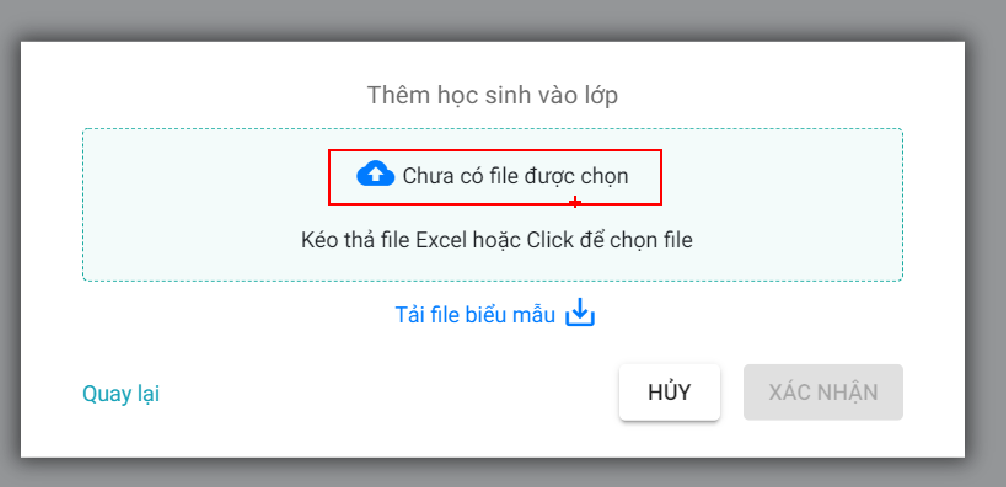 Thêm học sinh vào lớp
Chưa có file được chọn
Kéo thả file Excel hoặc Click để chọn file
Tải file biểu mẫu
Quay lại
HỦY
XÁC NHẬN